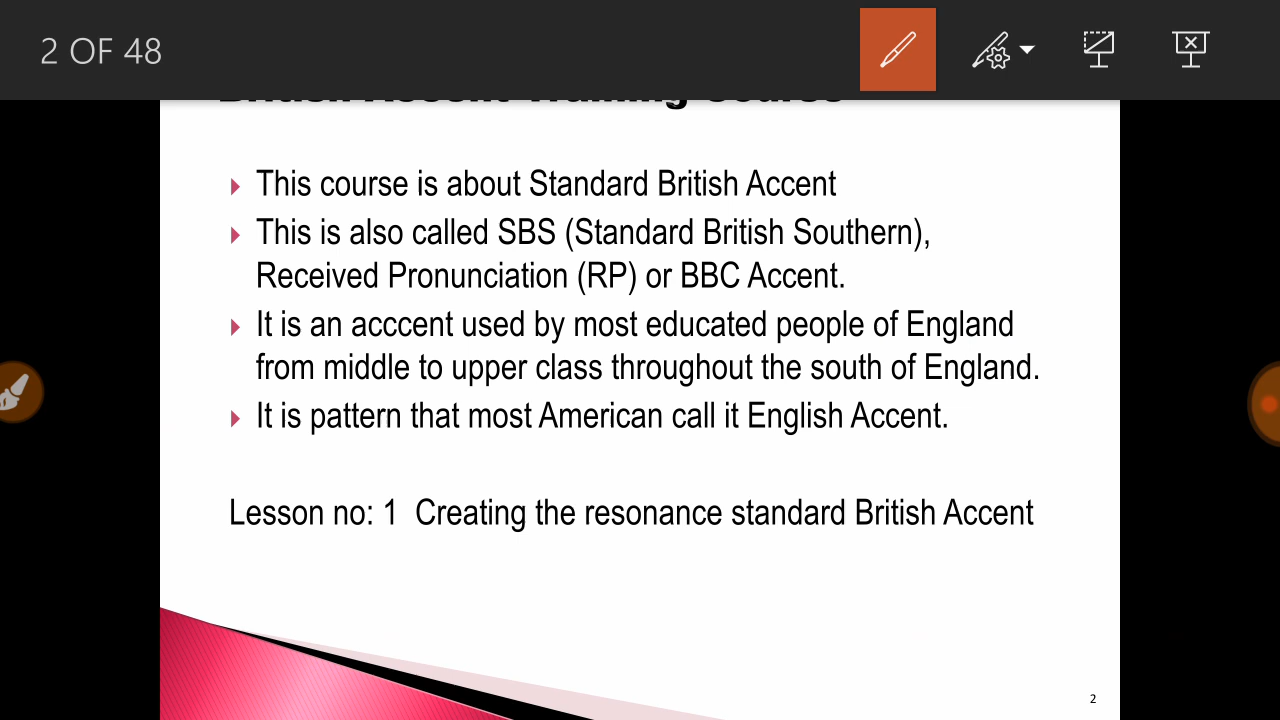 2 OF 48
British Accent Training Course
This course is about Standard British Accent
This is also called SBS (Standard British Southern),
Received Pronunciation (RP) or BBC Accent.
It is an acccent used by most educated people of England
from middle to upper class throughout the south of England.
It is pattern that most American call it English Accent.
Lesson no: 1 Creating the resonance standard British Accent
2